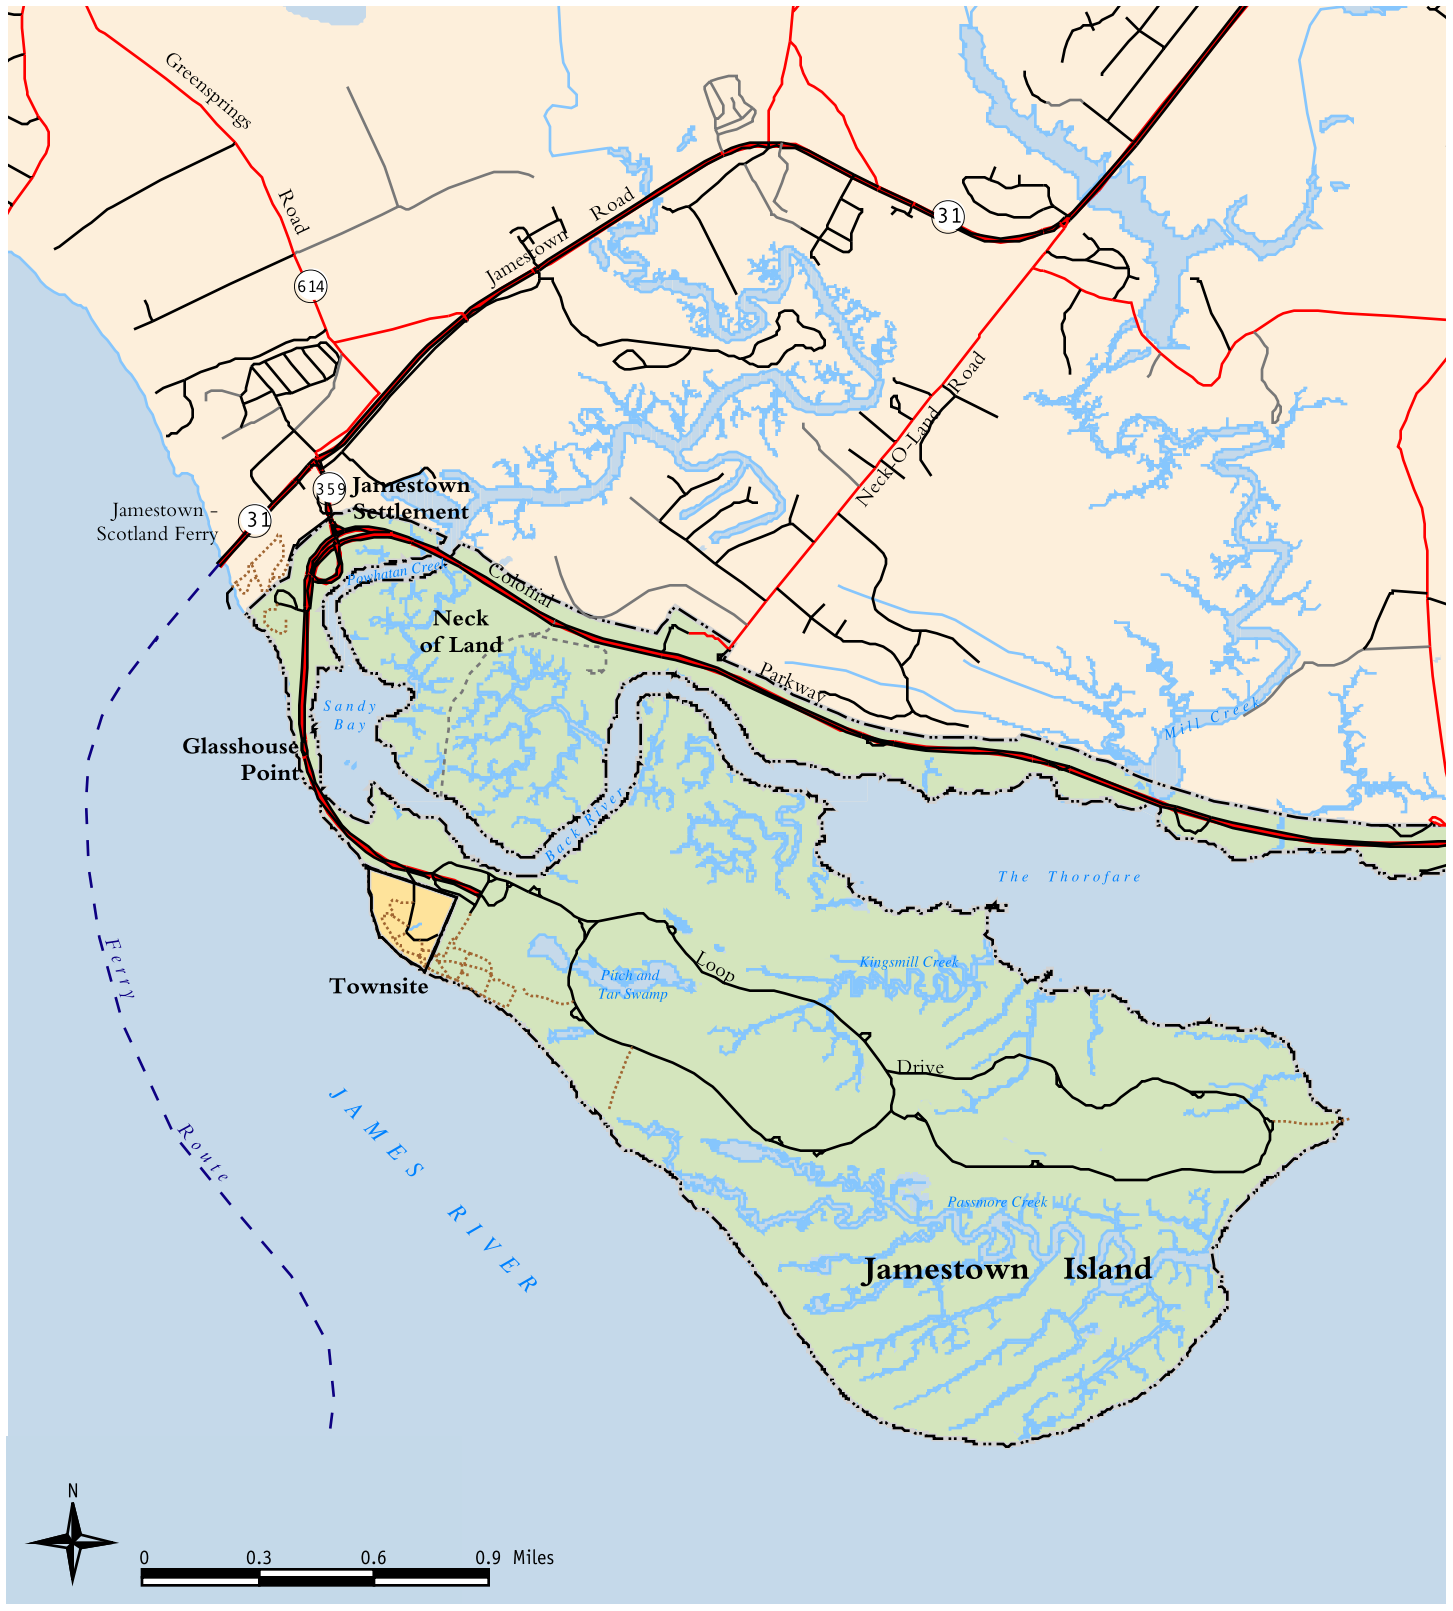 Greensprings
Road
Jamestown
Road
31
614
Neck-O-Land
Road
359
Jamestown
Settlement
Jamestown -
Scotland Ferry
31
Powhatan Creek
Colonial
Neck
of Land
Parkway
Sandy
Bay
Mill Creek
Glasshouse
Point
Back River
The Thorofare
Ferry
Townsite
Loop
Pitch and
Tar Swamp
Kingsmill Creek
Drive
JAMES RIVER
Route
Passmore Creek
Jamestown Island
N
0 0.3 0.6 0.9 Miles